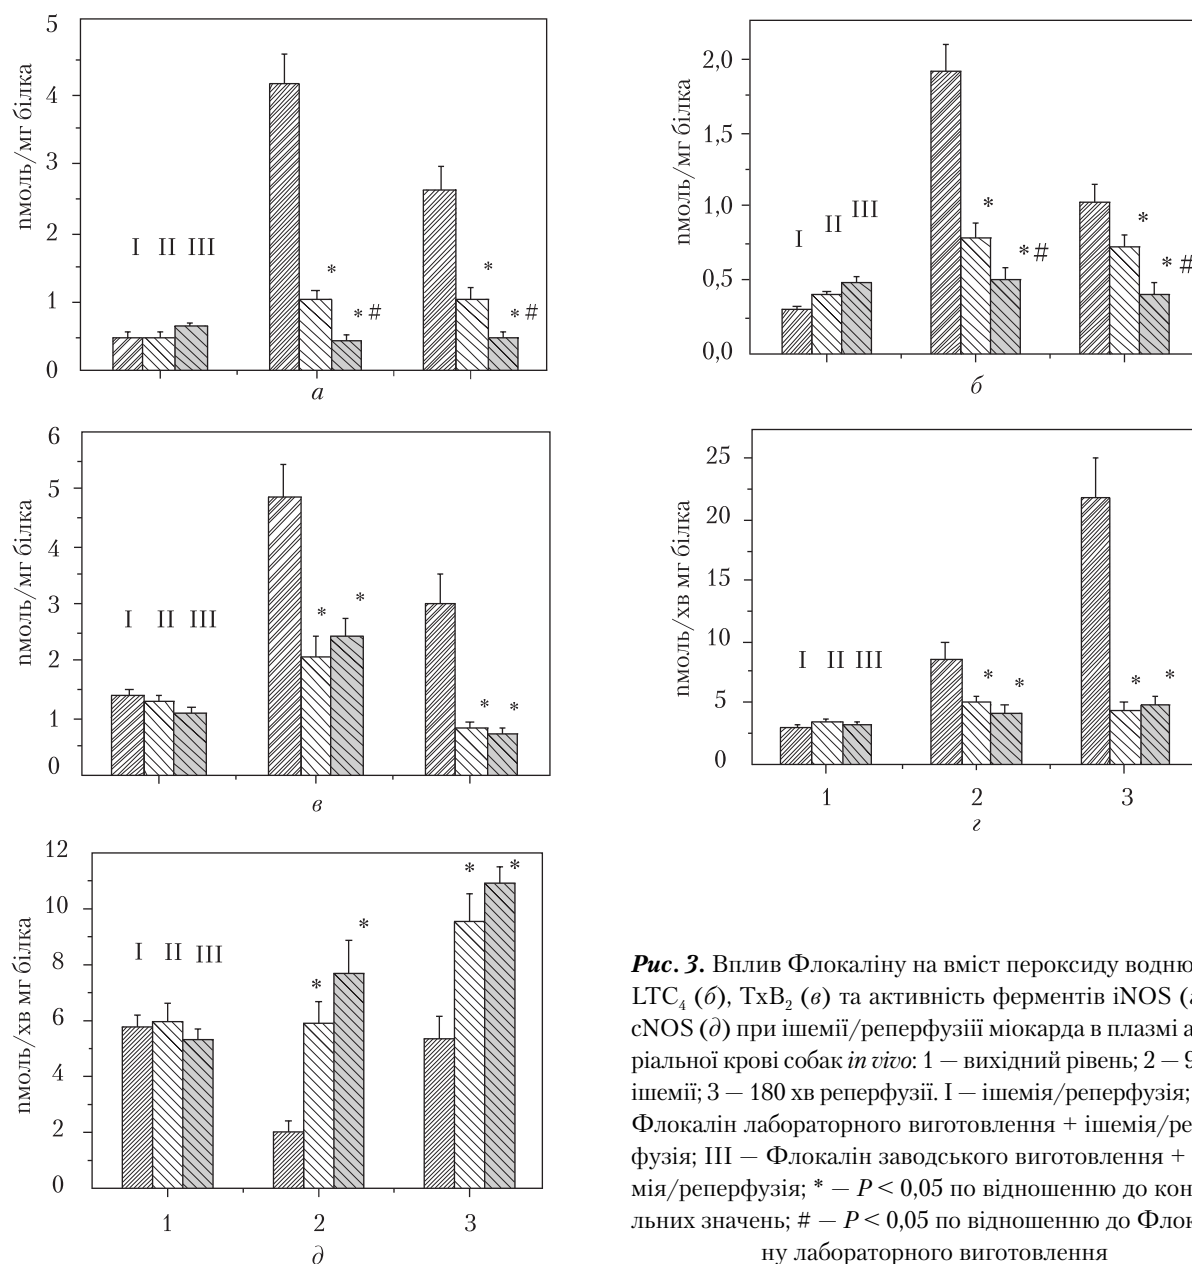 5
4
3
2
1
0
пмоль/мг білка
I II III
*
* #
*
* #
а
2,0
1,5
1,0
0,5
0,0
пмоль/мг білка
I II III
*
* #
*
* #
б
6
5
4
3
2
1
0
пмоль/мг білка
I II III
* *
* *
в
25
20
15
10
5
0
пмоль/хв мг білка
I II III
* *
* *
1 2 3
г
12
10
8
6
4
2
0
пмоль/хв мг білка
I II III
* *
* *
1 2 3
д
Рис. 3. Вплив Флокаліну на вміст пероксиду водню
LTC₄ (б), TxB₂ (в) та активність ферментів iNOS (
cNOS (д) при ішемії/реперфузіїі міокарда в плазмі
ріальної крові собак in vivo: 1 — вихідний рівень; 2 — 9
ішемії; 3 — 180 хв реперфузії. I — ішемія/реперфузія;
Флокалін лабораторного виготовлення + ішемія/ре
фузія; III — Флокалін заводського виготовлення +
мія/реперфузія; * — P < 0,05 по відношенню до кон
льних значень; # — P < 0,05 по відношенню до Флок
ну лабораторного виготовлення